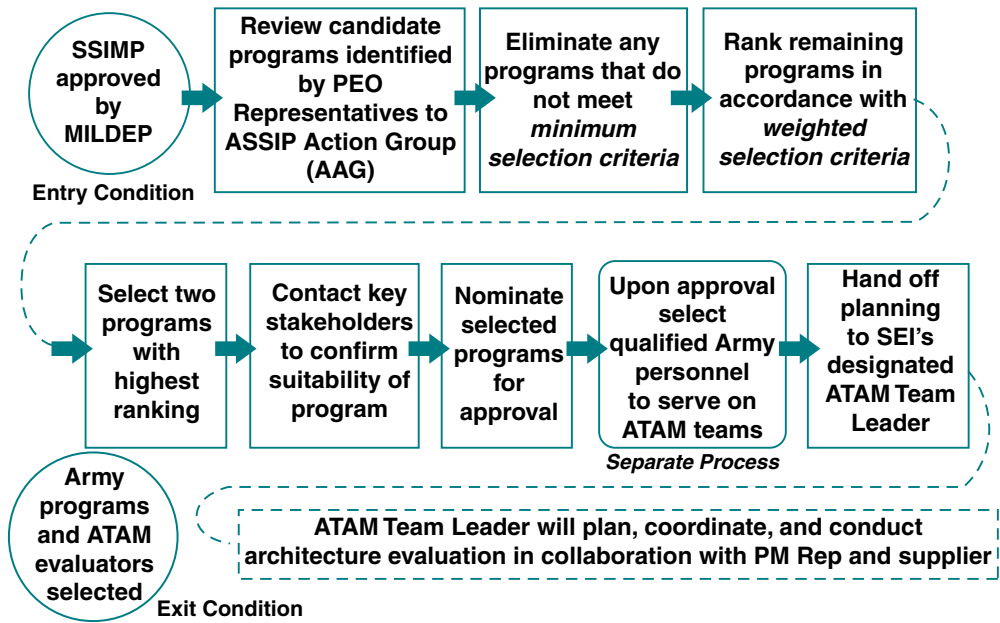 SSIMP
approved
by
MILDEP
Entry Condition
Review candidate
programs identified
by PEO
Representatives to
ASSIP Action Group
(AAG)
Eliminate any
programs that do
not meet
minimum
selection criteria
Rank remaining
programs in
accordance with
weighted
selection criteria
Select two
programs
with
highest
ranking
Contact key
stakeholders
to confirm
suitability of
program
Nominate
selected
programs
for
approval
Upon approval
select
qualified Army
personnel
to serve on
ATAM teams
Separate Process
Hand off
planning
to SEI’s
designated
ATAM Team
Leader
Army
programs
and ATAM
evaluators
selected
Exit Condition
ATAM Team Leader will plan, coordinate, and conduct
architecture evaluation in collaboration with PM Rep and supplier